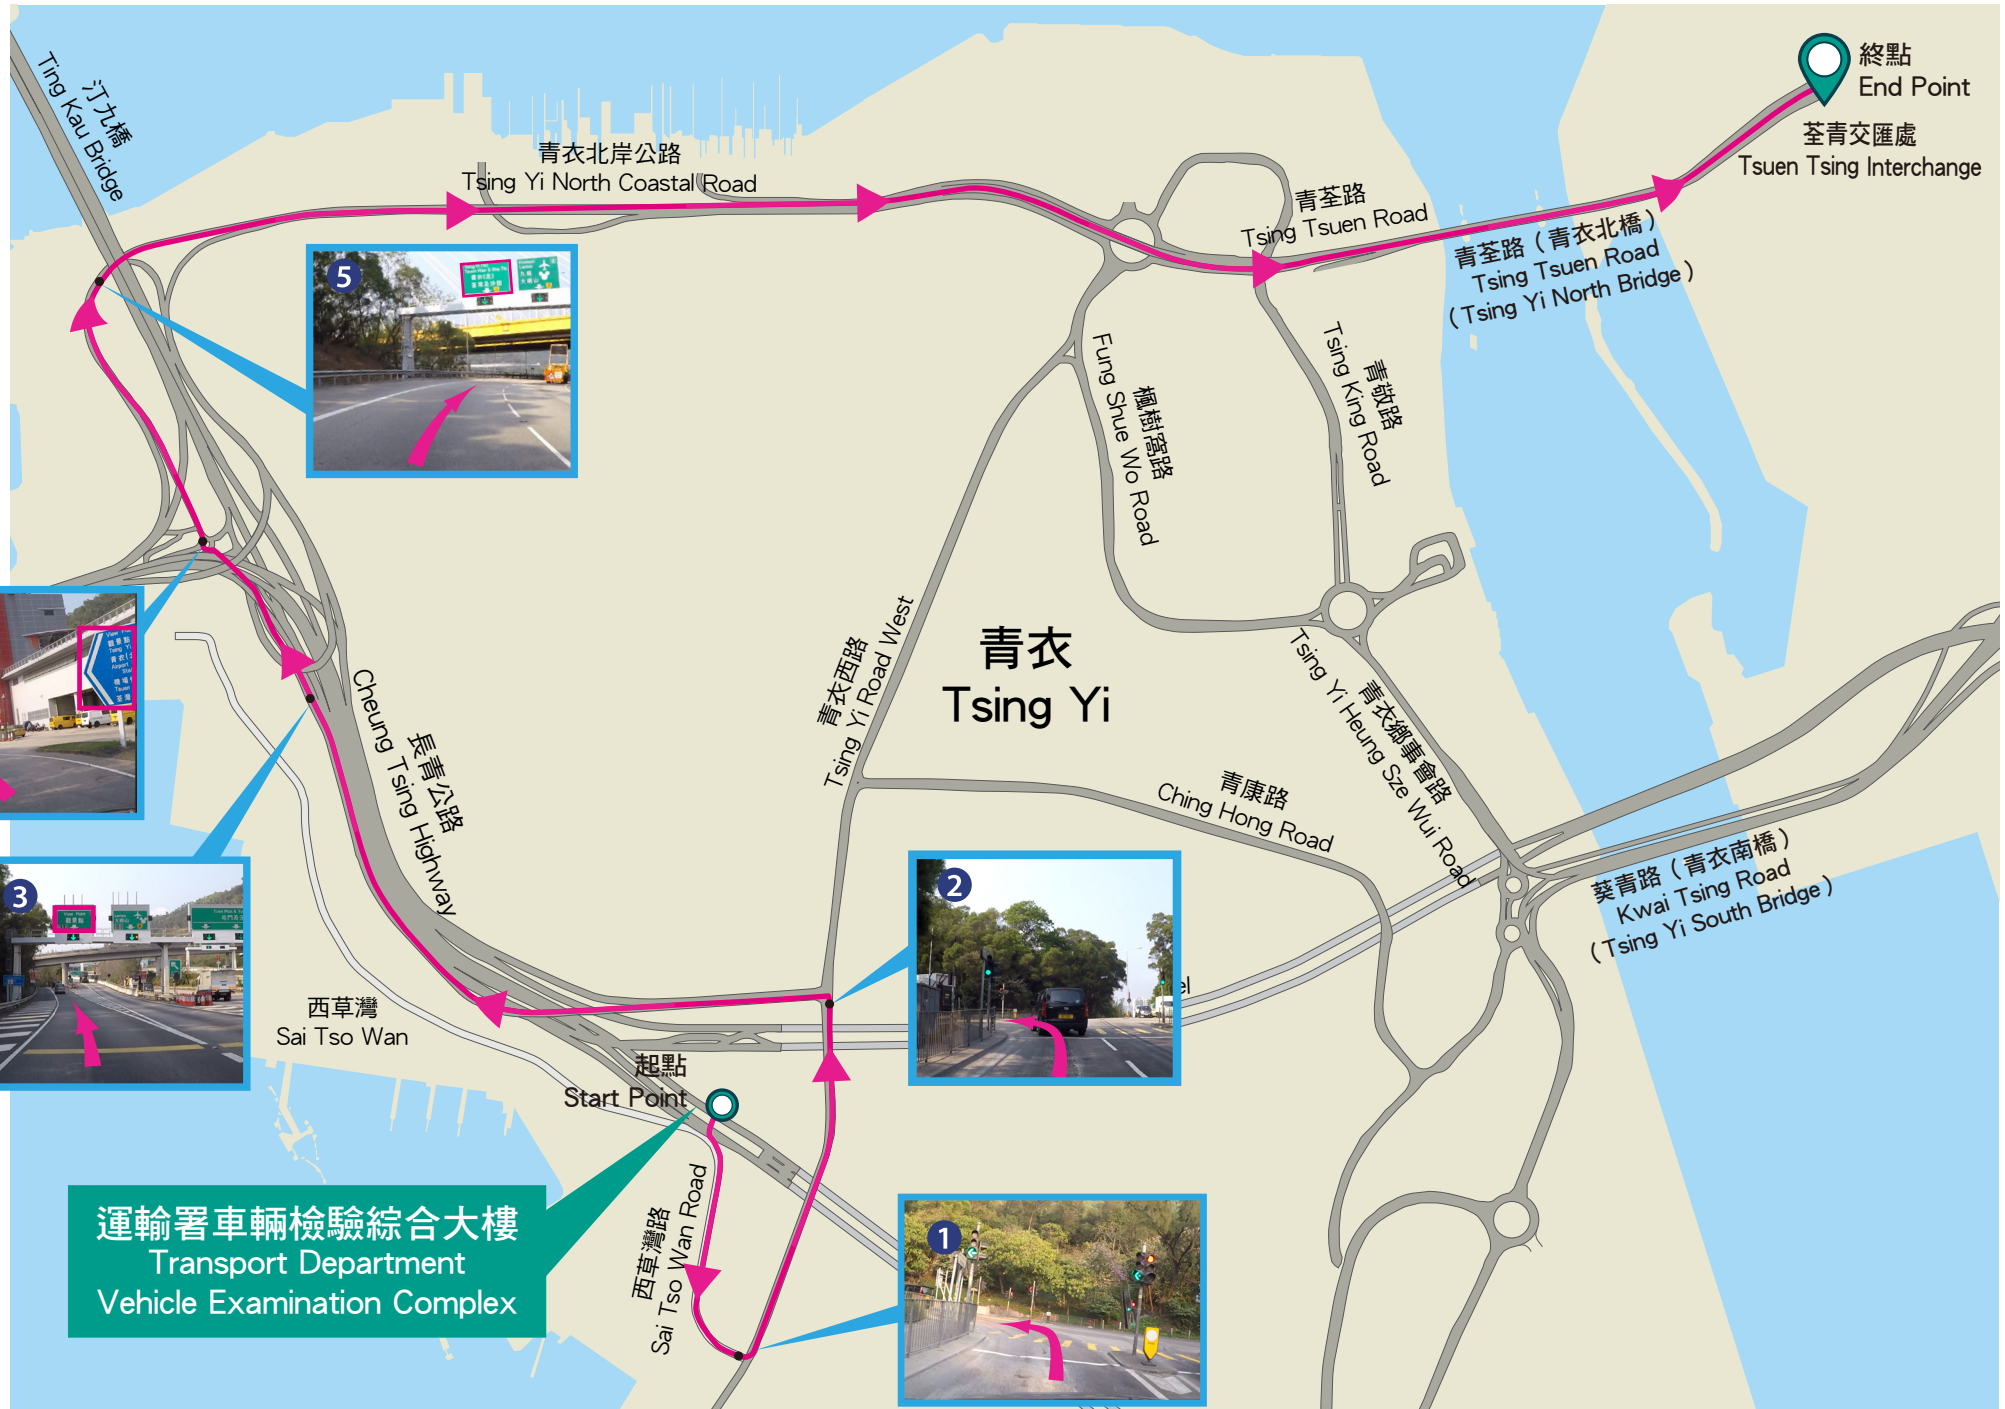 終點
End Point
荃青交匯處
Tsuen Tsing Interchange
汀九橋
Ting Kau Bridge
青衣北岸公路
Tsing Yi North Coastal Road
青荃路
Tsing Tsuen Road
青荃路（青衣北橋）
Tsing Tsuen Road
(Tsing Yi North Bridge)
5
楓樹窩路
Fung Shue Wo Road
青敬路
Tsing King Road
青衣西路
Tsing Yi Road West
青衣
Tsing Yi
青衣鄉事會路
Tsing Yi Heung Sze Wui Road
長青公路
Cheung Tsing Highway
青康路
Ching Hong Road
葵青路（青衣南橋）
Kwai Tsing Road
(Tsing Yi South Bridge)
3
View Point
觀景點
2
el
西草灣
Sai Tso Wan
起點
Start Point
西草灣路
Sai Tso Wan Road
運輸署車輛檢驗綜合大樓
Transport Department
Vehicle Examination Complex
1